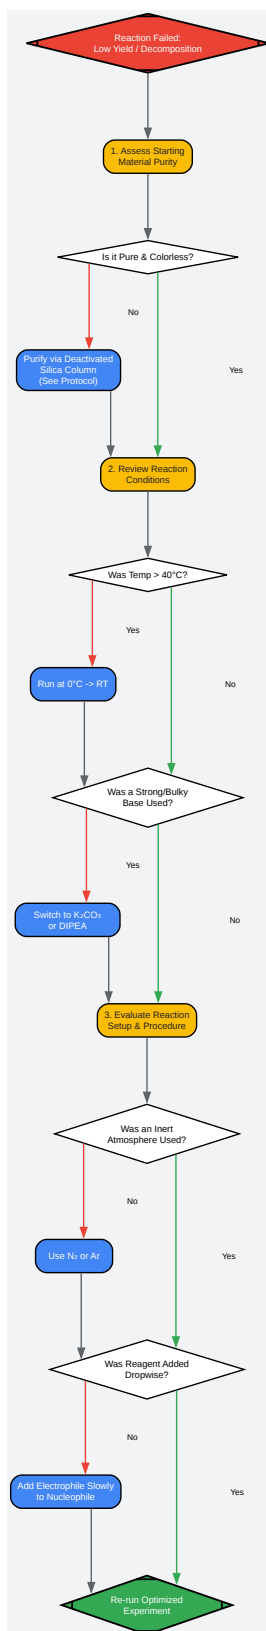 Reaction Failed:
Low Yield / Decomposition
1. Assess Starting
Material Purity
Is it Pure & Colorless?
No
Purify via Deactivated
Silica Column
(See Protocol)
Yes
2. Review Reaction
Conditions
Was Temp > 40°C?
Yes
Run at 0°C -> RT
No
Was a Strong/Bulky
Base Used?
Yes
Switch to K₂CO₃
or DIPEA
No
3. Evaluate Reaction
Setup & Procedure
Was an Inert
Atmosphere Used?
No
Use N₂ or Ar
Yes
Was Reagent Added
Dropwise?
No
Add Electrophile Slowly
to Nucleophile
Yes
Re-run Optimized
Experiment